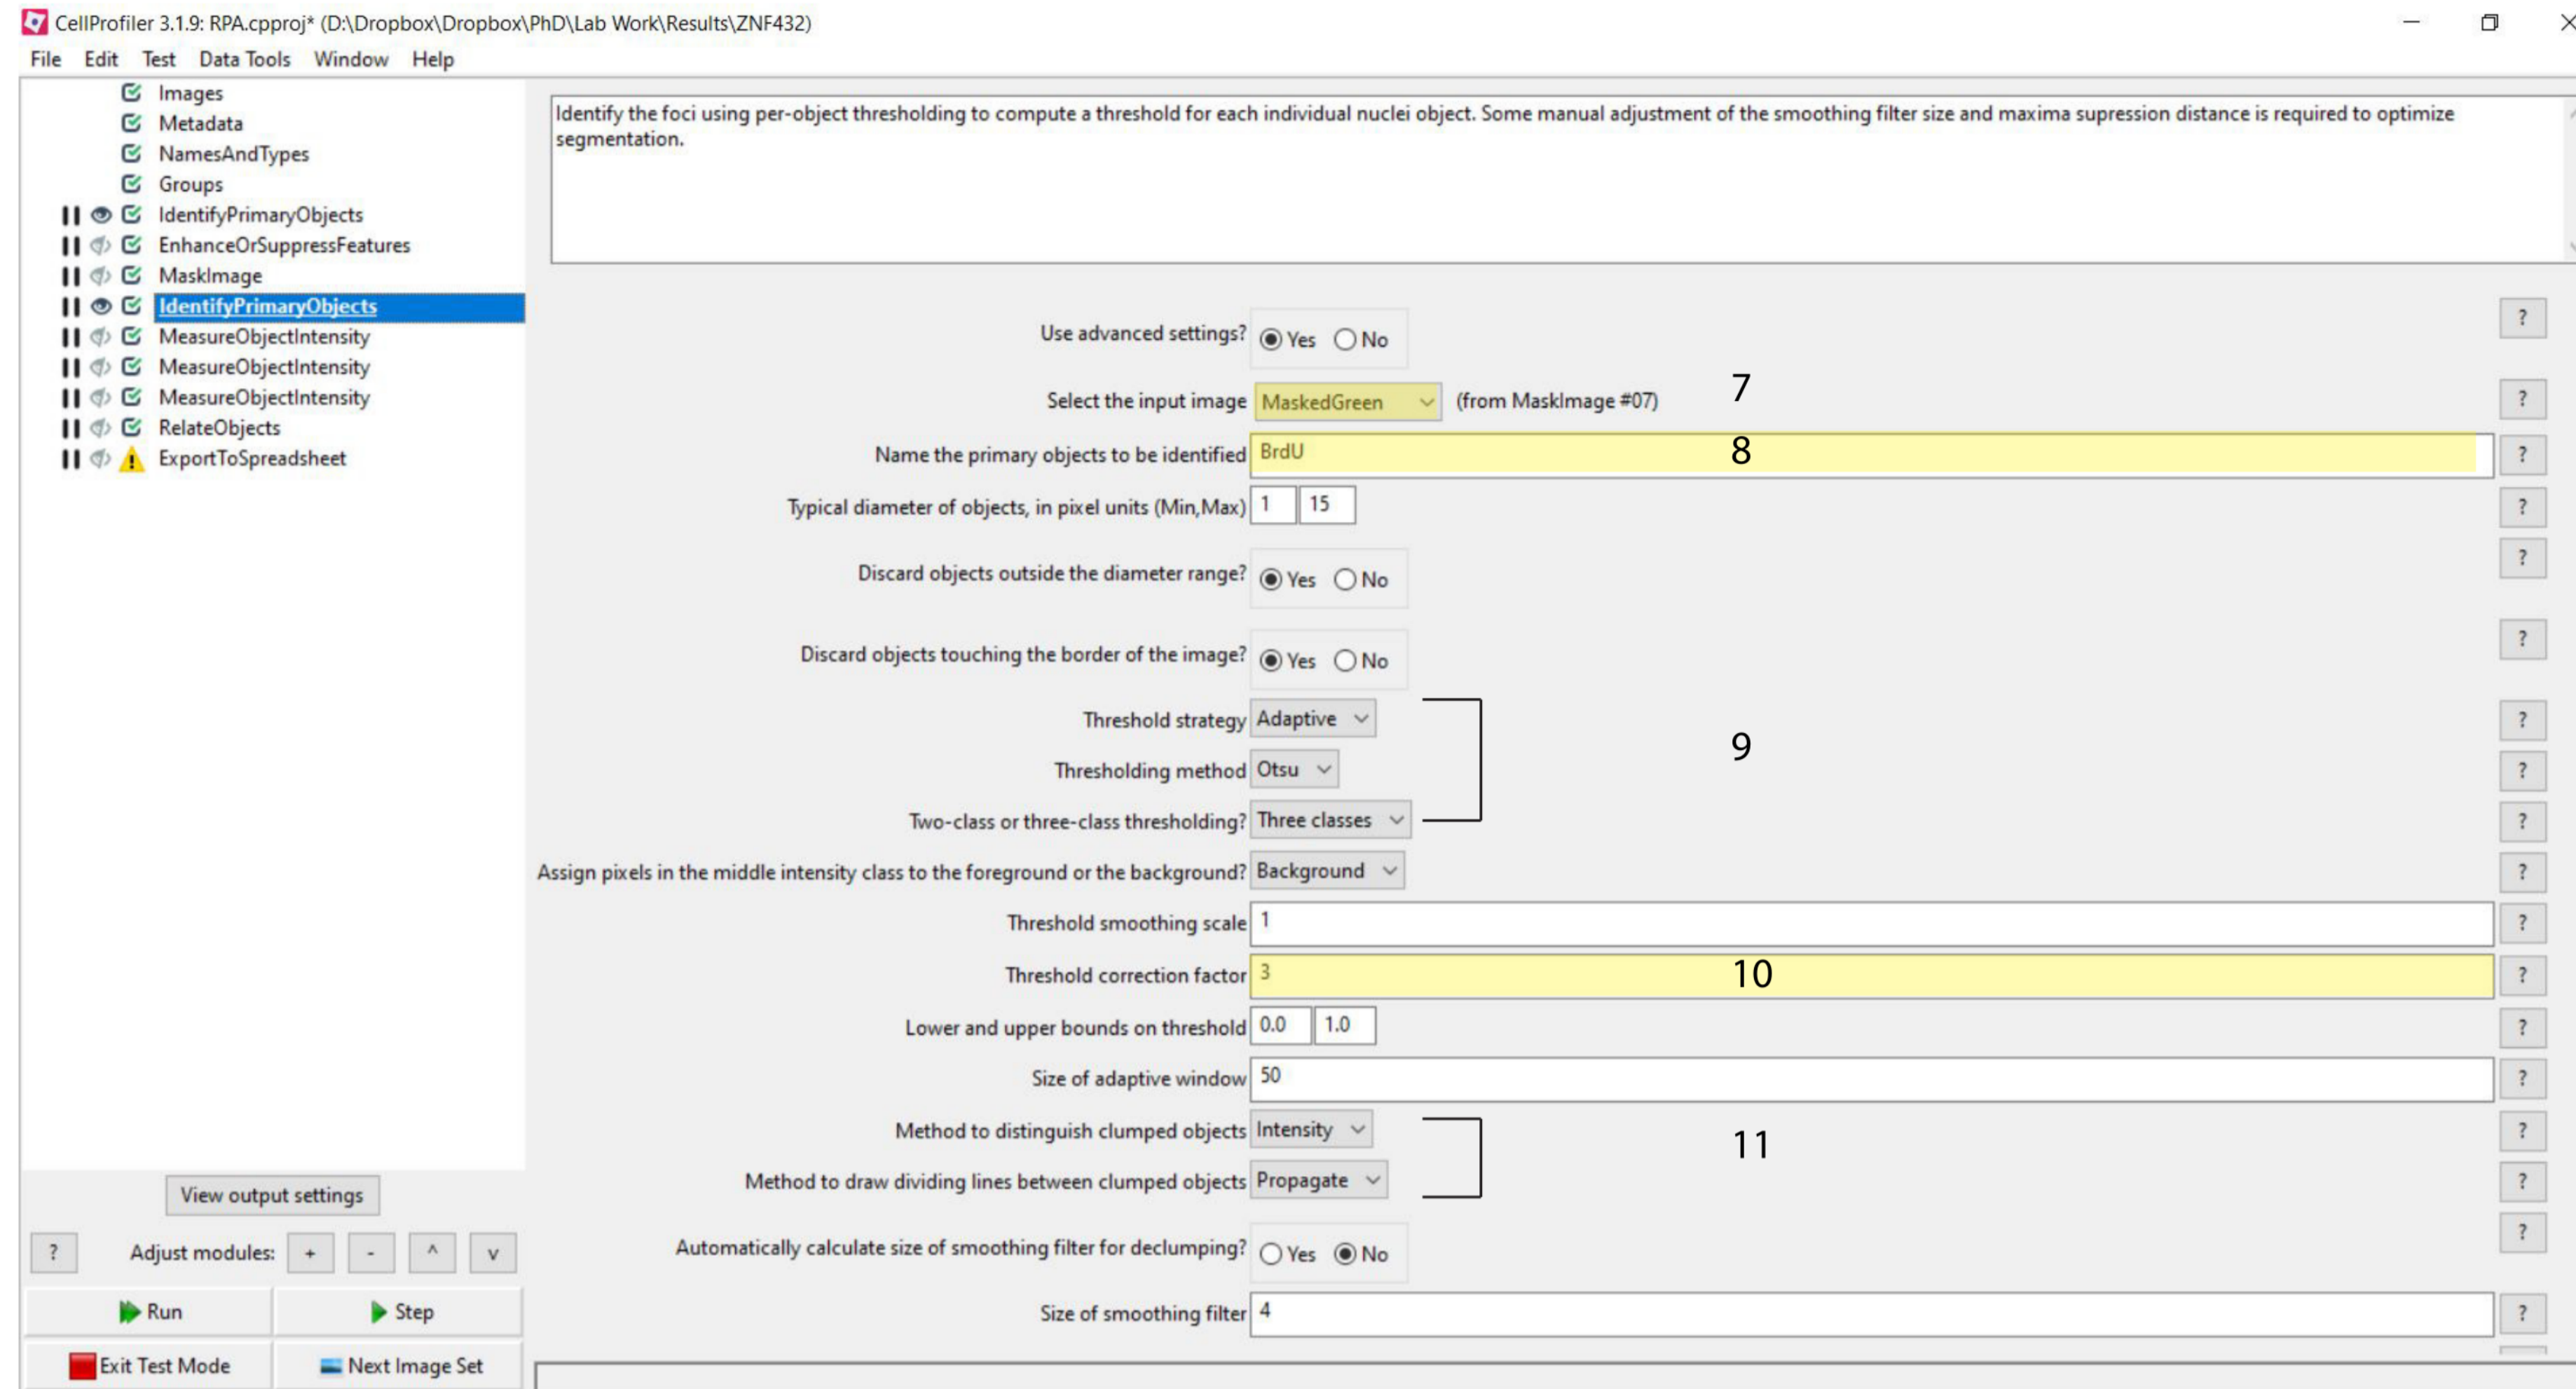 CellProfiler 3.1.9: RPA.cpproj* (D:\Dropbox\Dropbox\PhD\Lab Work\Results\ZNF432)
File Edit Test Data Tools Window Help
Images
Metadata
NamesAndTypes
Groups
IdentifyPrimaryObjects
EnhanceOrSuppressFeatures
MaskImage
IdentifyPrimaryObjects
MeasureObjectIntensity
MeasureObjectIntensity
MeasureObjectIntensity
RelateObjects
ExportToSpreadsheet
View output settings
? Adjust modules: + - ^ v
Run Step
Exit Test Mode Next Image Set
Identify the foci using per-object thresholding to compute a threshold for each individual nuclei object. Some manual adjustment of the smoothing filter size and maxima supression distance is required to optimize
segmentation.
Use advanced settings? Yes No ?
Select the input image MaskedGreen (from MaskImage #07) 7 ?
Name the primary objects to be identified BrdU 8 ?
Typical diameter of objects, in pixel units (Min,Max) 1 15 ?
Discard objects outside the diameter range? Yes No ?
Discard objects touching the border of the image? Yes No ?
Threshold strategy Adaptive ?
9
Thresholding method Otsu ?
Two-class or three-class thresholding? Three classes ?
Assign pixels in the middle intensity class to the foreground or the background? Background ?
Threshold smoothing scale 1 ?
Threshold correction factor 3 10 ?
Lower and upper bounds on threshold 0.0 1.0 ?
Size of adaptive window 50 ?
Method to distinguish clumped objects Intensity ?
11
Method to draw dividing lines between clumped objects Propagate ?
Automatically calculate size of smoothing filter for declumping? Yes No ?
Size of smoothing filter 4 ?